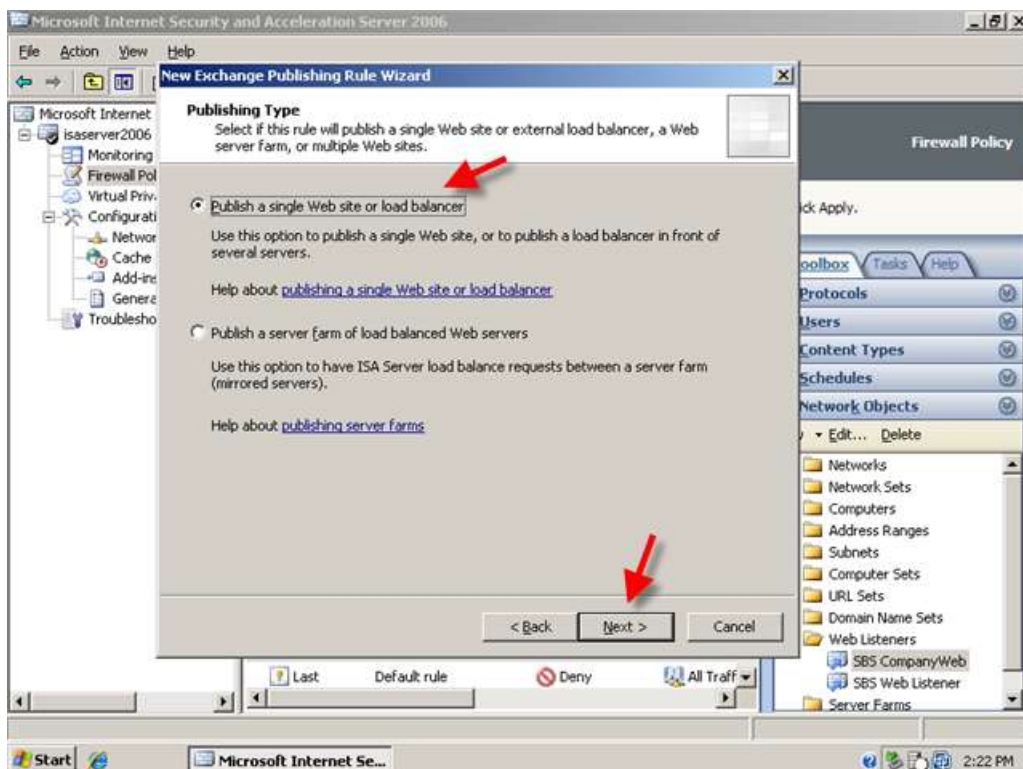 Microsoft Internet Security and Acceleration Server 2006
File Action View Help
New Exchange Publishing Rule Wizard
Publishing Type
Select if this rule will publish a single Web site or external load balancer, a Web
server farm, or multiple Web sites.
Publish a single Web site or load balancer
Use this option to publish a single Web site, or to publish a load balancer in front of
several servers.
Help about publishing a single Web site or load balancer
Publish a server farm of load balanced Web servers
Use this option to have ISA Server load balance requests between a server farm
(mirrored servers).
Help about publishing server farms
< Back Next > Cancel
Microsoft Internet
isaserver2006
Monitoring
Firewall Pol
Virtual Priv
Configurati
Networ
Cache
Add-ins
Genera
Troublesho
Firewall Policy
ick Apply.
oolbox Tasks Help
Protocols
Users
Content Types
Schedules
Network Objects
Edit... Delete
Networks
Network Sets
Computers
Address Ranges
Subnets
Computer Sets
URL Sets
Domain Name Sets
Web Listeners
SBS CompanyWeb
SBS Web Listener
Server Farms
Last Default rule Deny All Traff
Start Microsoft Internet Se... 2:22 PM